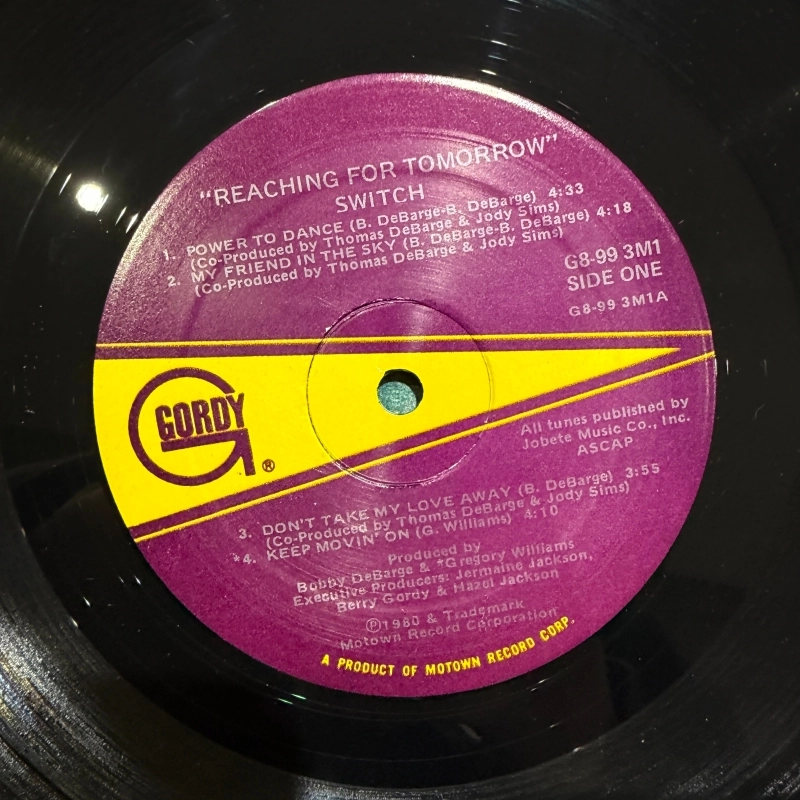 "REACHING FOR TOMORROW"
SWITCH
1. POWER TO DANCE (B. DeBarge-B. DeBarge) 4:33
(Co-Produced by Thomas DeBarge & Jody Sims)
2. MY FRIEND IN THE SKY (B. DeBarge-B. DeBarge) 4:18
(Co-Produced by Thomas DeBarge & Jody Sims)
G8-99 3M1
SIDE ONE
G8-99 3M1A
GORDY
®
All tunes published by
Jobete Music Co., Inc.
ASCAP
3. DON'T TAKE MY LOVE AWAY (B. DeBarge) 3:55
(Co-Produced by Thomas DeBarge & Jody Sims)
*4. KEEP MOVIN' ON (G. Williams) 4:10
Produced by
Bobby DeBarge & *Gregory Williams
Executive Producers: Jermaine Jackson,
Berry Gordy & Hazel Jackson
℗1980 & Trademark
Motown Record Corporation
A PRODUCT OF MOTOWN RECORD CORP.